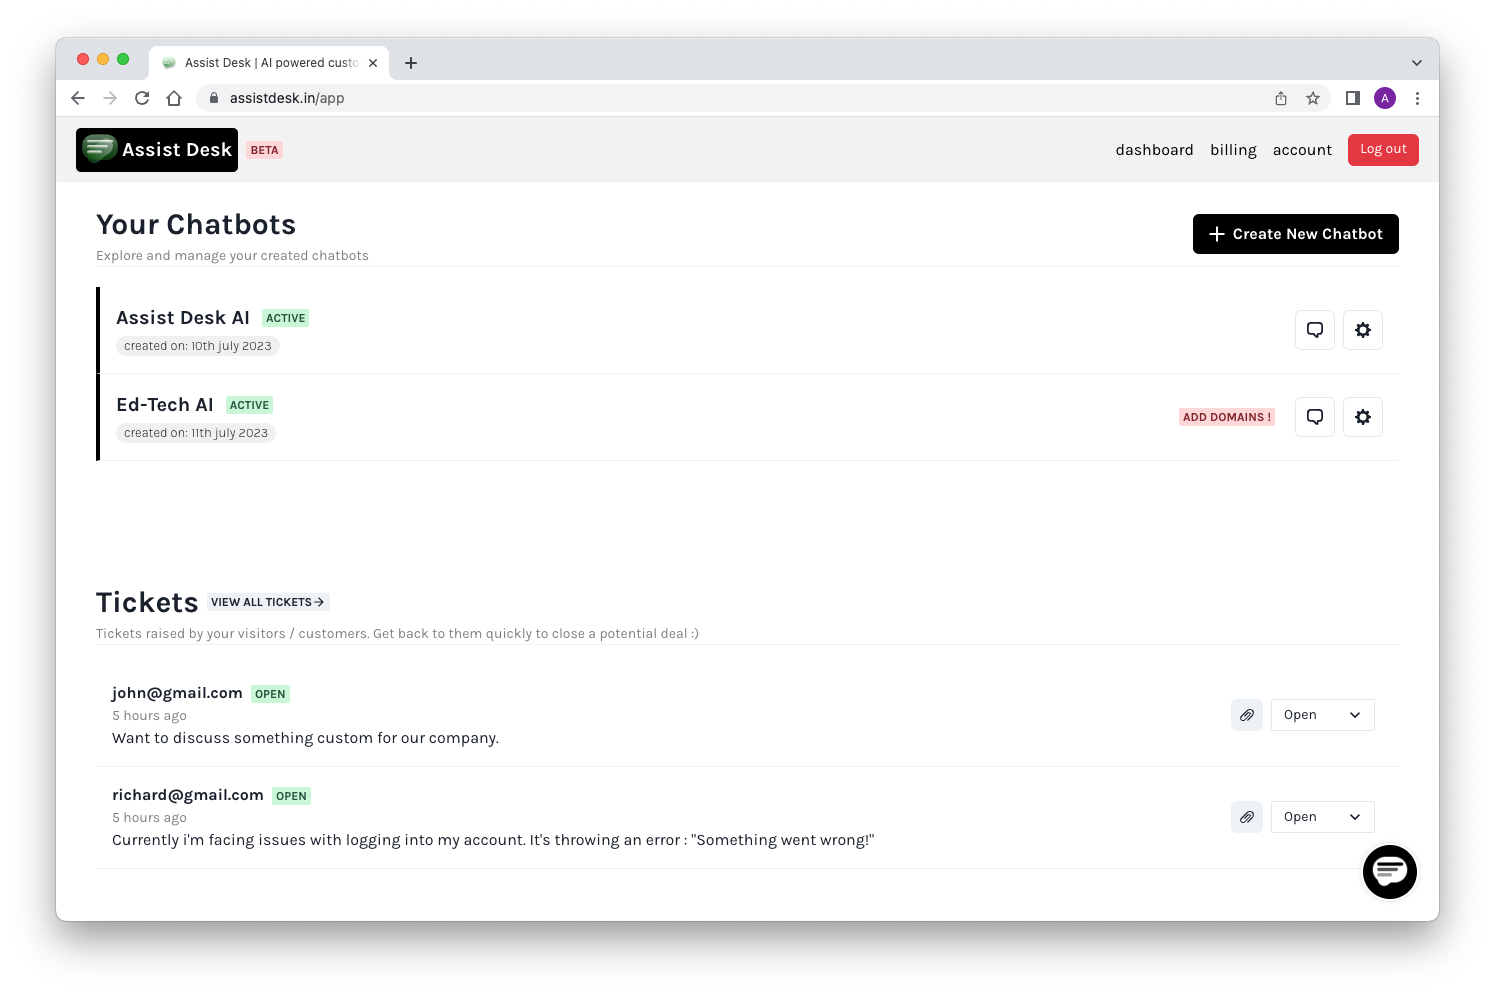 Assist Desk | AI powered custo
assistdesk.in/app
A
Assist Desk BETA
dashboard billing account Log out
Your Chatbots
Create New Chatbot
Explore and manage your created chatbots
Assist Desk AI ACTIVE
created on: 10th july 2023
Ed-Tech AI ACTIVE
ADD DOMAINS !
created on: 11th july 2023
Tickets VIEW ALL TICKETS→
Tickets raised by your visitors / customers. Get back to them quickly to close a potential deal :)
john@gmail.com OPEN
5 hours ago
Open
Want to discuss something custom for our company.
richard@gmail.com OPEN
5 hours ago
Open
Currently i'm facing issues with logging into my account. It's throwing an error : "Something went wrong!"